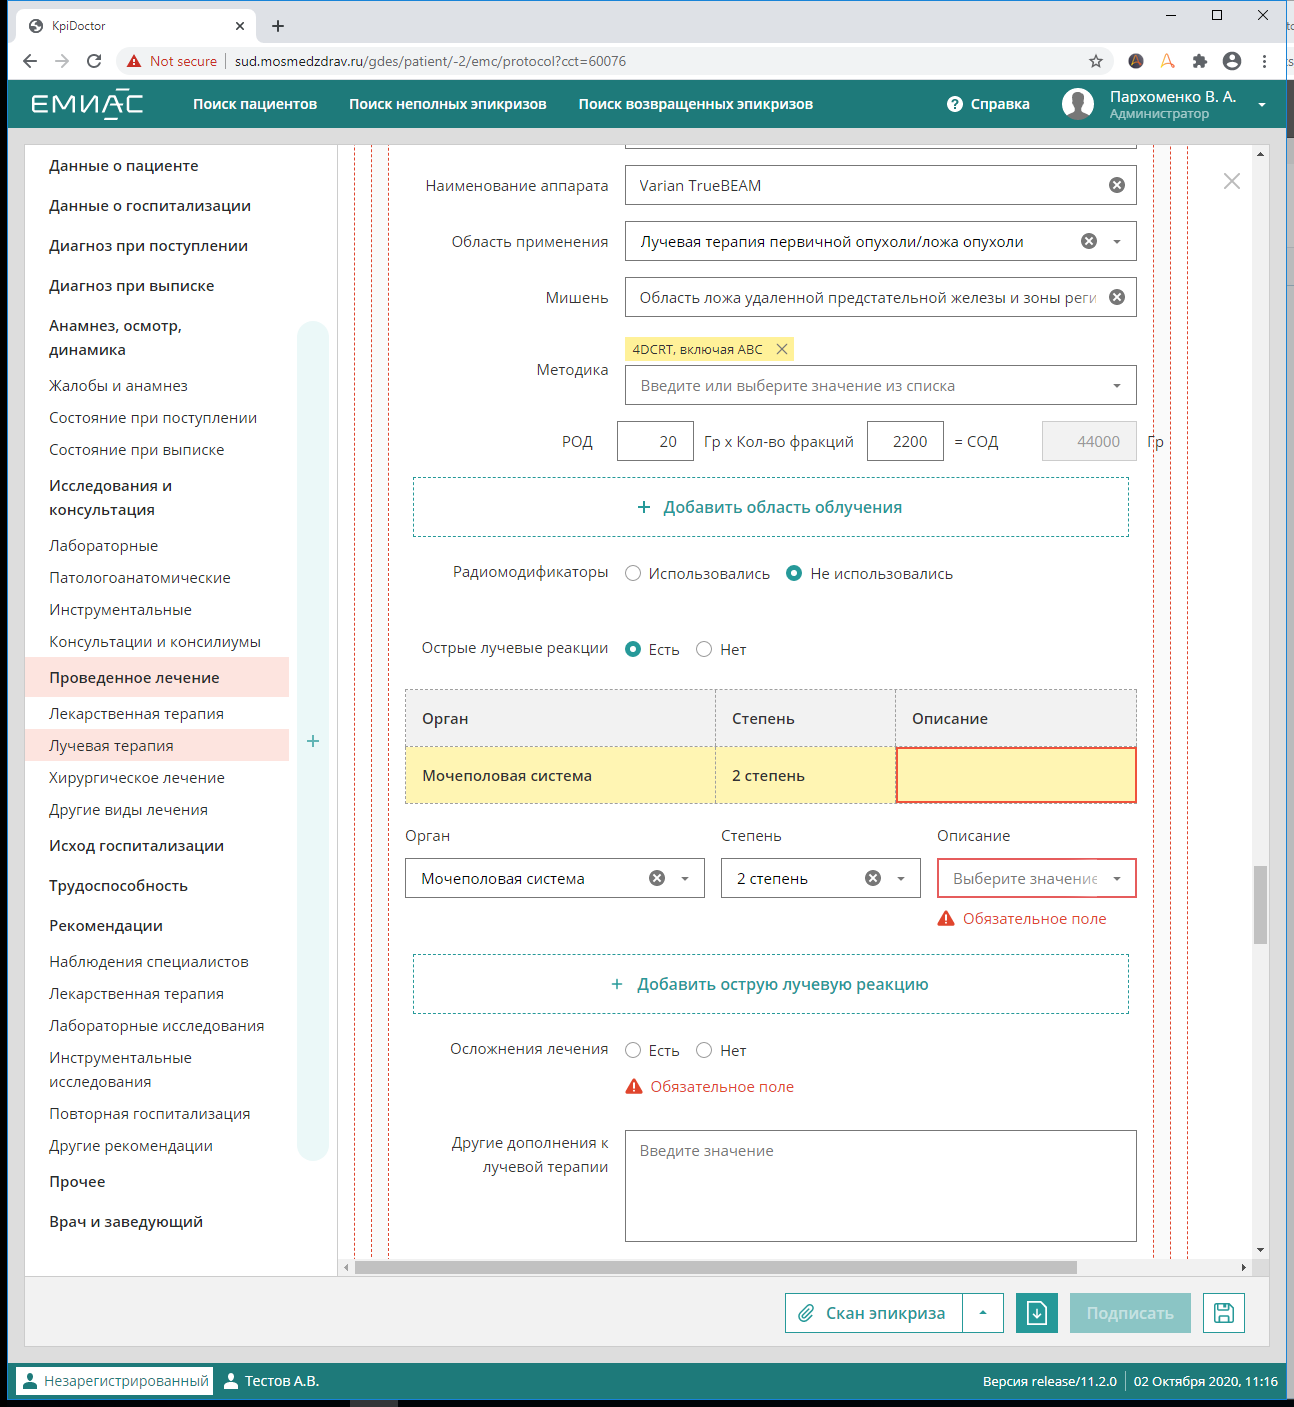 KpiDoctor
Not secure
sud.mosmedzdrav.ru/gdes/patient/-2/emc/protocol?cct=60076
ЕМИАС
Поиск пациентов
Поиск неполных эпикризов
Поиск возвращенных эпикризов
Справка
Пархоменко В. А.
Администратор
Данные о пациенте
Данные о госпитализации
Диагноз при поступлении
Диагноз при выписке
Анамнез, осмотр,
динамика
Жалобы и анамнез
Состояние при поступлении
Состояние при выписке
Исследования и
консультация
Лабораторные
Патологоанатомические
Инструментальные
Консультации и консилиумы
Проведенное лечение
Лекарственная терапия
Лучевая терапия
Хирургическое лечение
Другие виды лечения
Исход госпитализации
Трудоспособность
Рекомендации
Наблюдения специалистов
Лекарственная терапия
Лабораторные исследования
Инструментальные
исследования
Повторная госпитализация
Другие рекомендации
Прочее
Врач и заведующий
Наименование аппарата
Varian TrueBEAM
Область применения
Лучевая терапия первичной опухоли/ложа опухоли
Мишень
Область ложа удаленной предстательной железы и зоны реги
Методика
4DCRT, включая ABC
Введите или выберите значение из списка
РОД 20 Гр x Кол-во фракций 2200 = СОД 44000 Гр
+ Добавить область облучения
Радиомодификаторы
Использовались
Не использовались
Острые лучевые реакции
Есть
Нет
Орган Степень Описание
Мочеполовая система 2 степень
Орган Степень Описание
Мочеполовая система
2 степень
Выберите значение
Обязательное поле
+ Добавить острую лучевую реакцию
Осложнения лечения
Есть
Нет
Обязательное поле
Другие дополнения к
лучевой терапии
Введите значение
Скан эпикриза
Подписать
Незарегистрированный
Тестов А.В.
Версия release/11.2.0
02 Октября 2020, 11:16